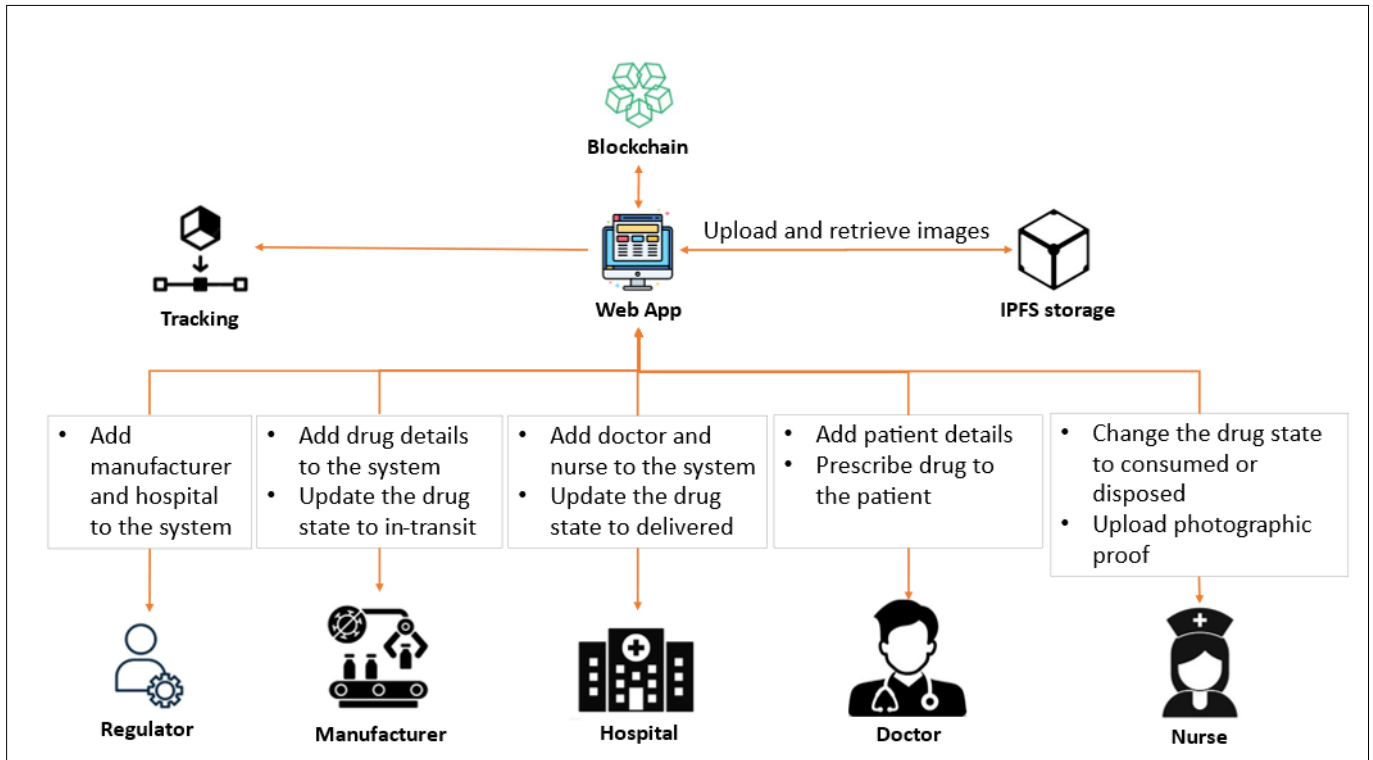 Blockchain
Upload and retrieve images
Tracking
Web App
IPFS storage
• Add
manufacturer
and hospital
to the system
• Add drug details
to the system
• Update the drug
state to in-transit
• Add doctor and
nurse to the system
• Update the drug
state to delivered
• Add patient details
• Prescribe drug to
the patient
• Change the drug state
to consumed or
disposed
• Upload photographic
proof
Regulator
Manufacturer
Hospital
Doctor
Nurse